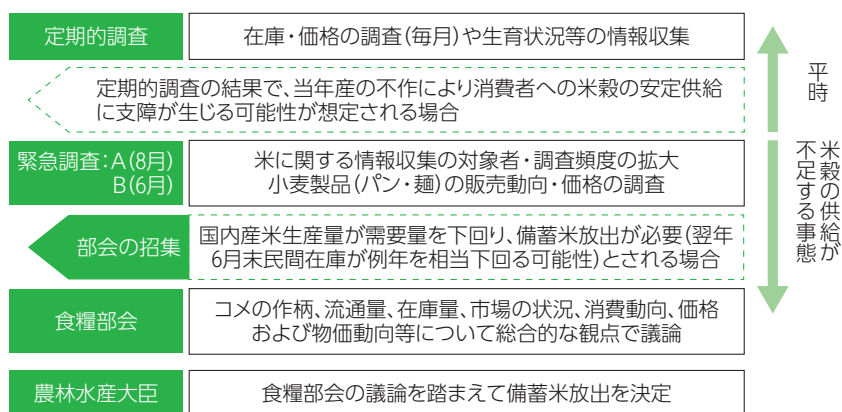 定期的調査
在庫・価格の調査(毎月)や生育状況等の情報収集
定期的調査の結果で、当年産の不作により消費者への米穀の安定供給
に支障が生じる可能性が想定される場合
平時
緊急調査:A(8月)
B(6月)
米に関する情報収集の対象者・調査頻度の拡大
小麦製品(パン・麺)の販売動向・価格の調査
米穀の供給が
不足する事態
部会の招集
国内産米生産量が需要量を下回り、備蓄米放出が必要(翌年
6月末民間在庫が例年を相当下回る可能性)とされる場合
食糧部会
コメの作柄、流通量、在庫量、市場の状況、消費動向、価格
および物価動向等について総合的な観点で議論
農林水産大臣
食糧部会の議論を踏まえて備蓄米放出を決定